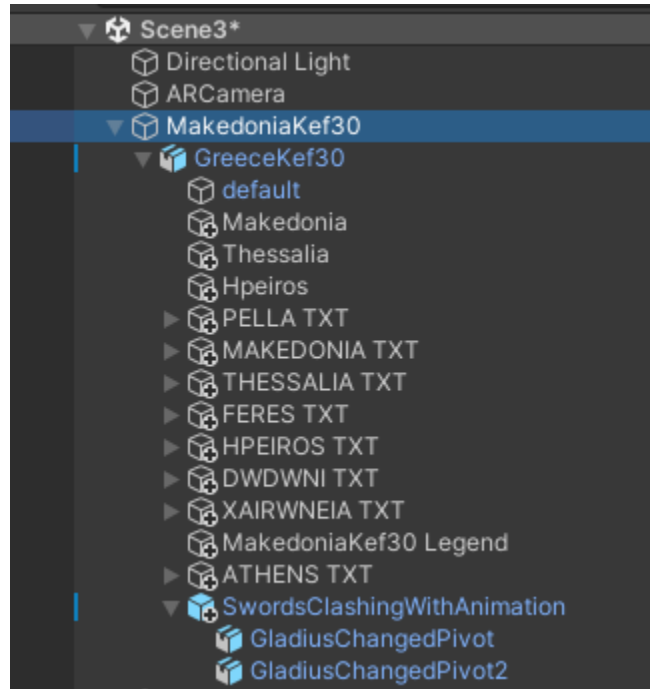 Scene3*
Directional Light
ARCamera
MakedoniaKef30
GreeceKef30
default
Makedonia
Thessalia
Hpeiros
PELLA TXT
MAKEDONIA TXT
THESSALIA TXT
FERES TXT
HPEIROS TXT
DWDWNI TXT
XAIRWNEIA TXT
MakedoniaKef30 Legend
ATHENS TXT
SwordsClashingWithAnimation
GladiusChangedPivot
GladiusChangedPivot2